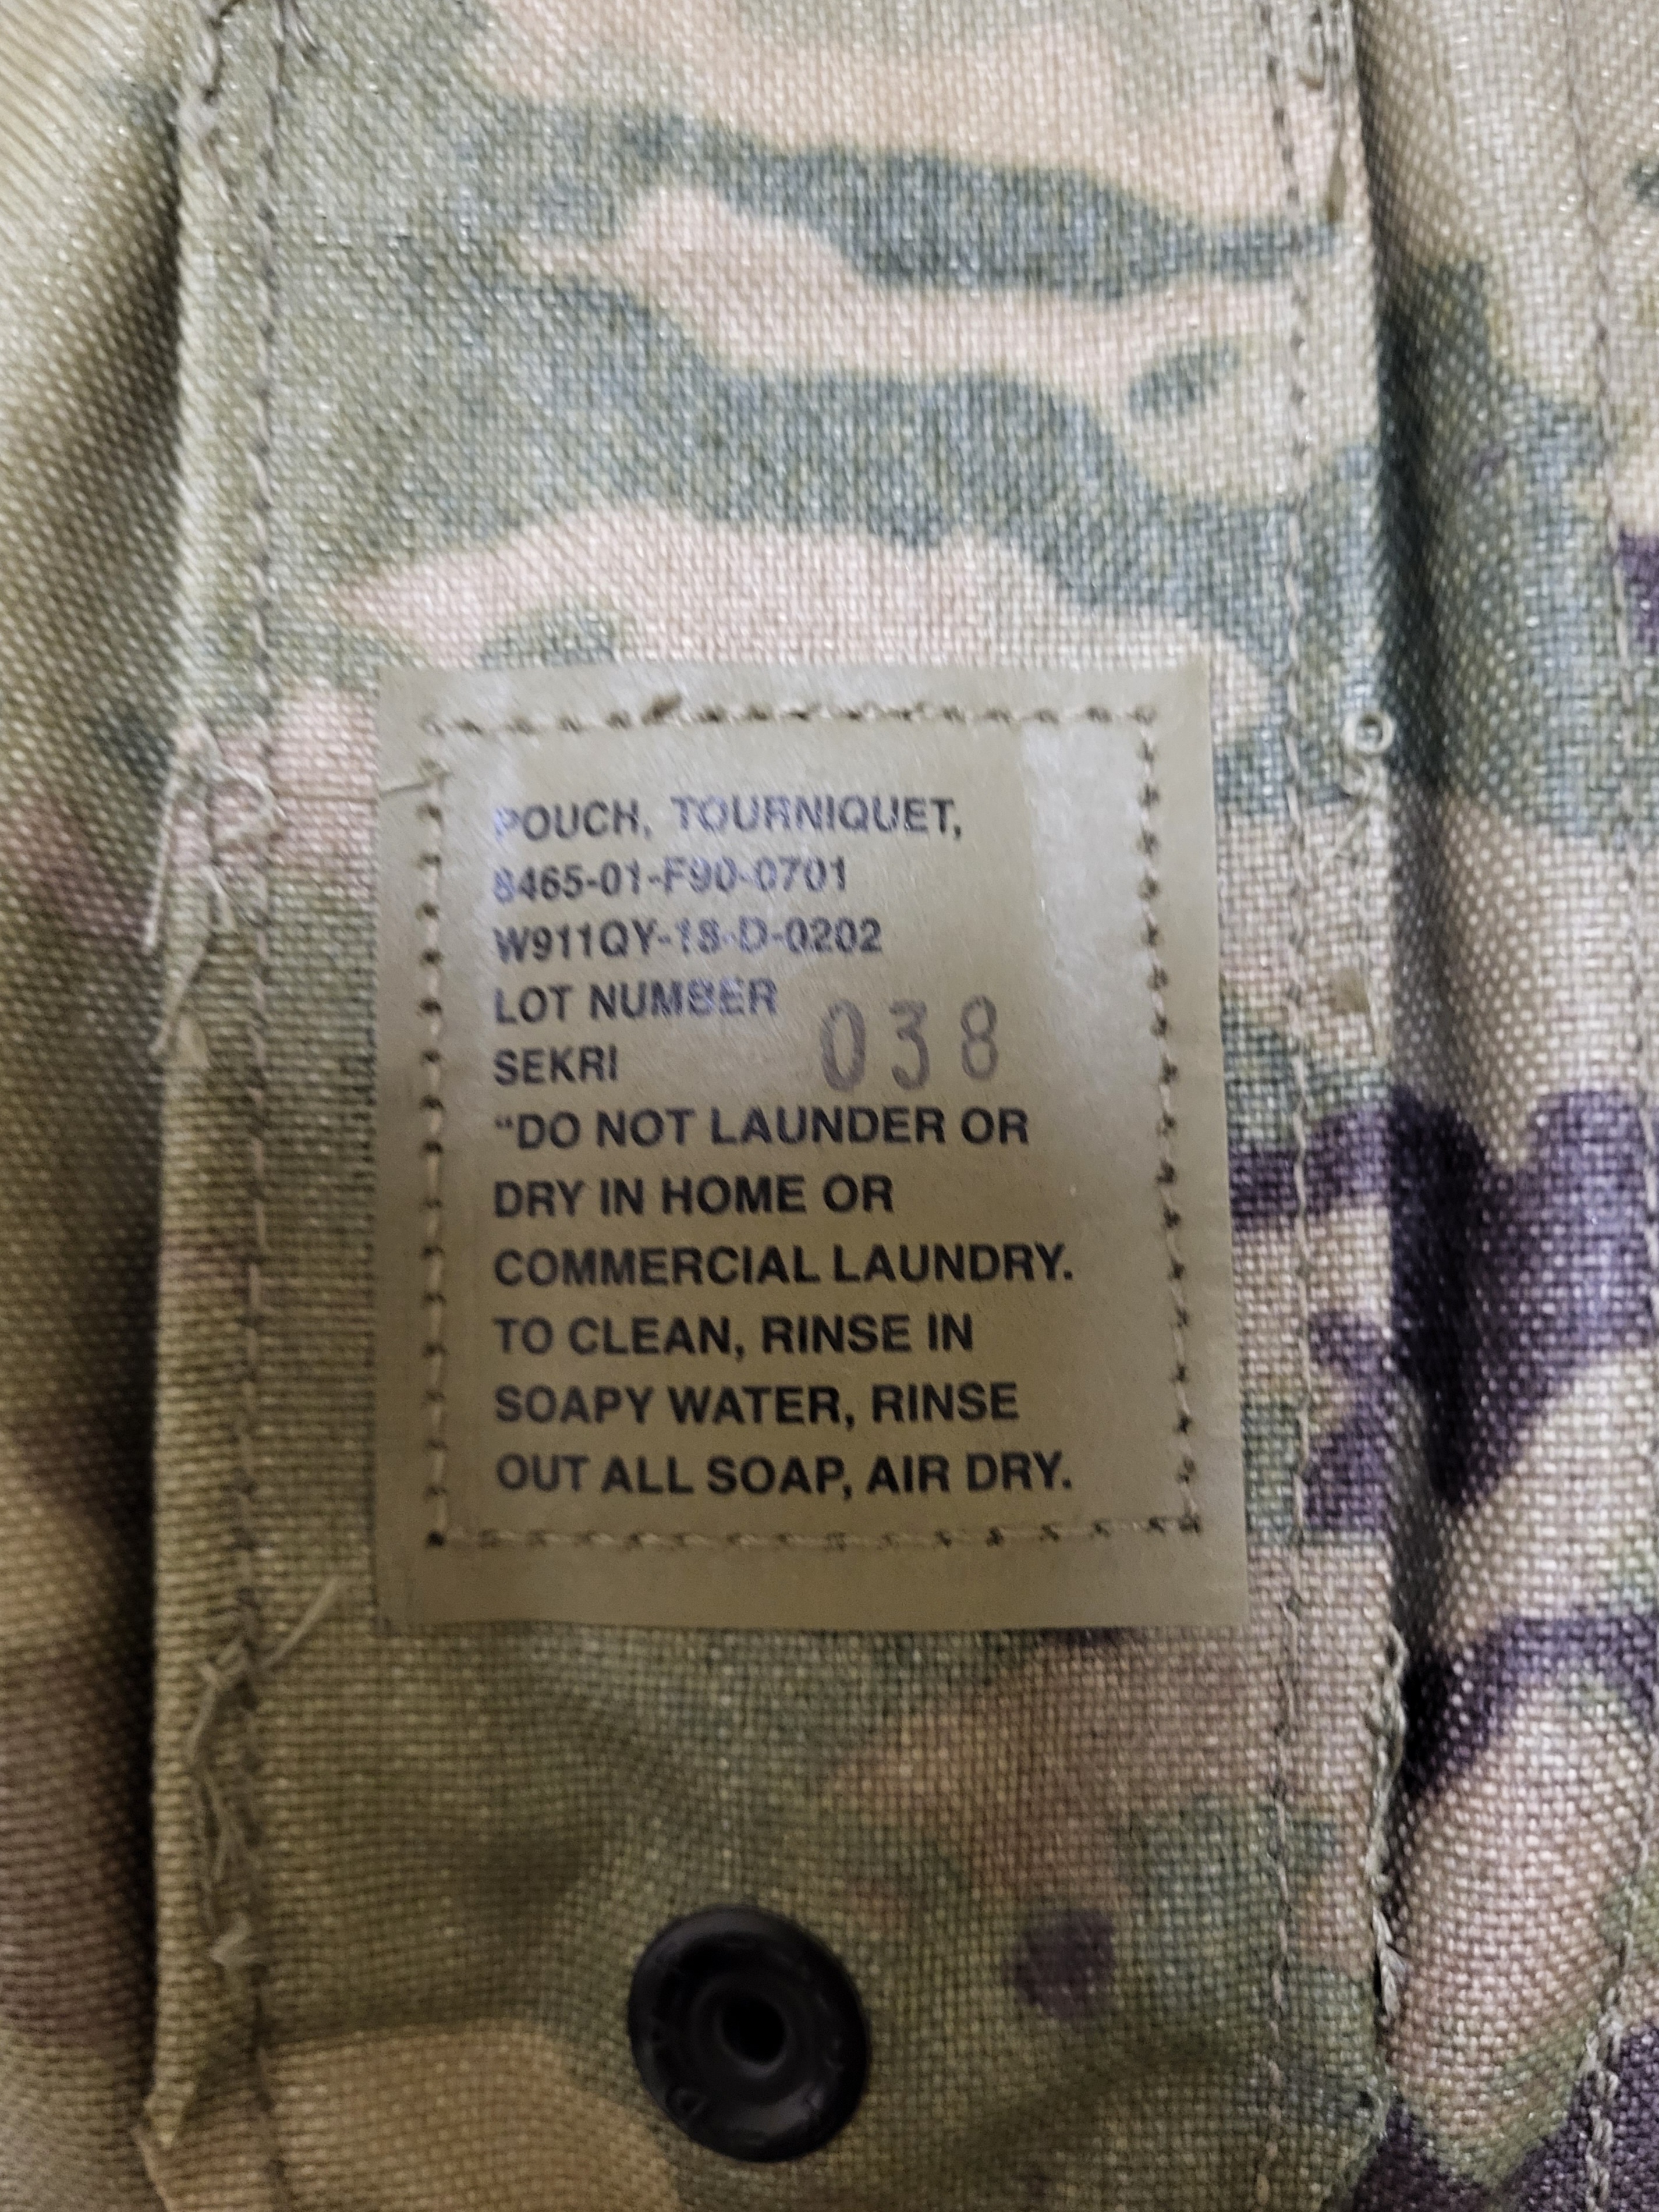 POUCH, TOURNIQUET,
8465-01-F90-0701
W911QY-18-D-0202
LOT NUMBER 038
SEKRI
“DO NOT LAUNDER OR
DRY IN HOME OR
COMMERCIAL LAUNDRY.
TO CLEAN, RINSE IN
SOAPY WATER, RINSE
OUT ALL SOAP, AIR DRY.